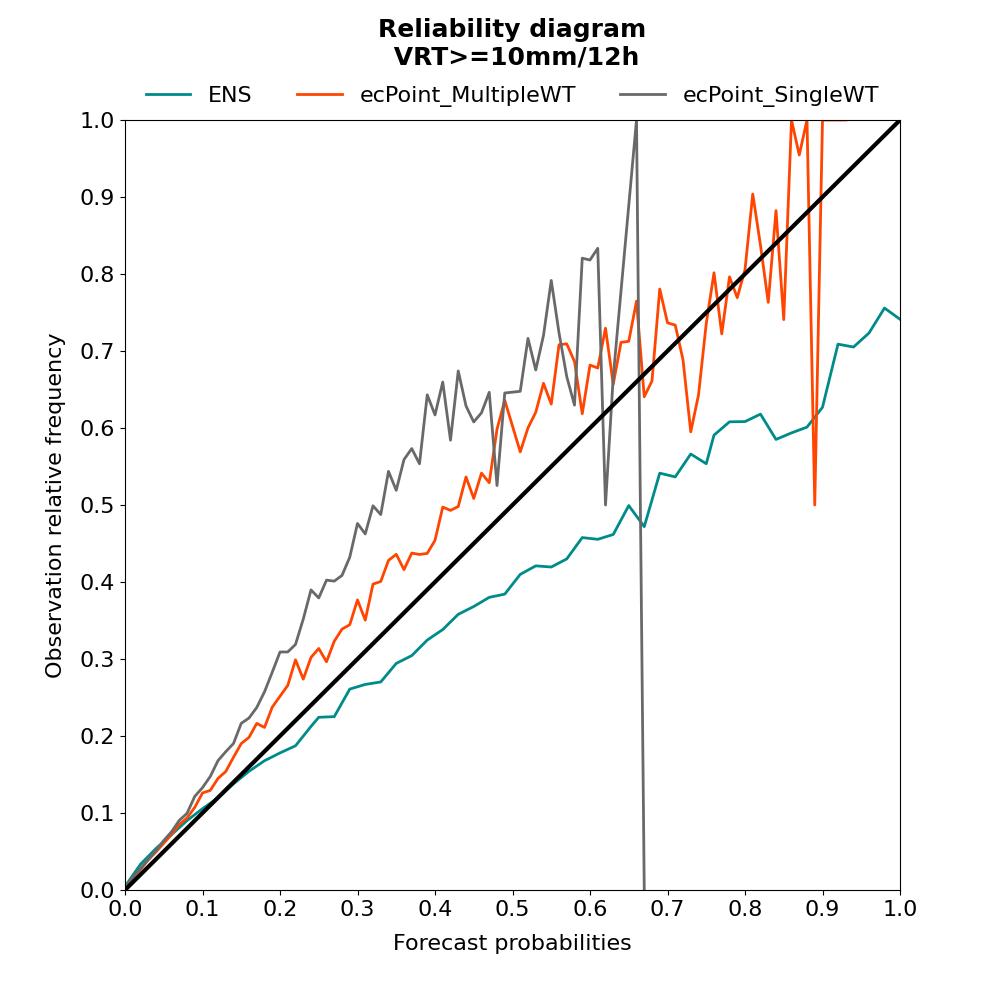 Reliability diagram
VRT>=10mm/12h
ENS ecPoint_MultipleWT ecPoint_SingleWT
1.0
0.9
0.8
0.7
0.6
0.5
0.4
0.3
0.2
0.1
0.0
Observation relative frequency
0.0 0.1 0.2 0.3 0.4 0.5 0.6 0.7 0.8 0.9 1.0
Forecast probabilities